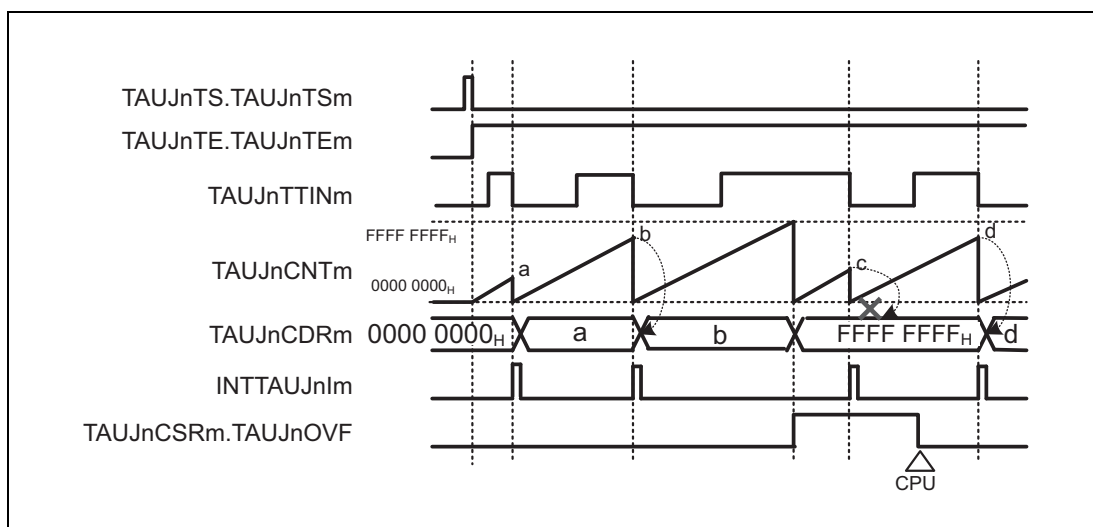 TAUJnTS.TAUJnTSm
TAUJnTE.TAUJnTEm
TAUJnTTINm
FFFF FFFFH
TAUJnCNTm
0000 0000H
a
b
c
d
TAUJnCDRm
0000 0000H
a
b
FFFF FFFFH
d
INTTAUJnIm
TAUJnCSRm.TAUJnOVF
CPU